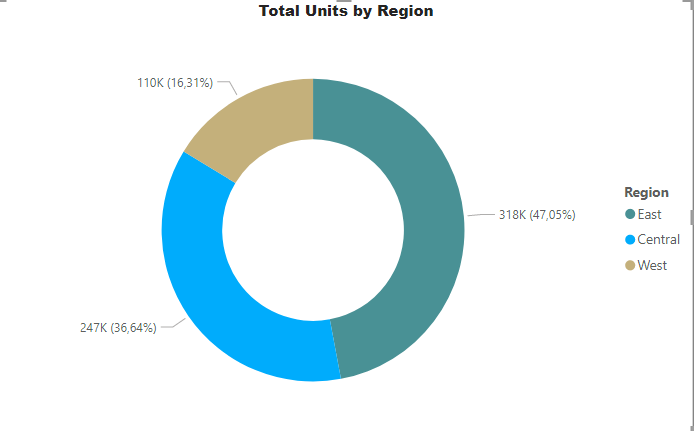 Total Units by Region
110K (16,31%)
318K (47,05%)
247K (36,64%)
Region
East
Central
West